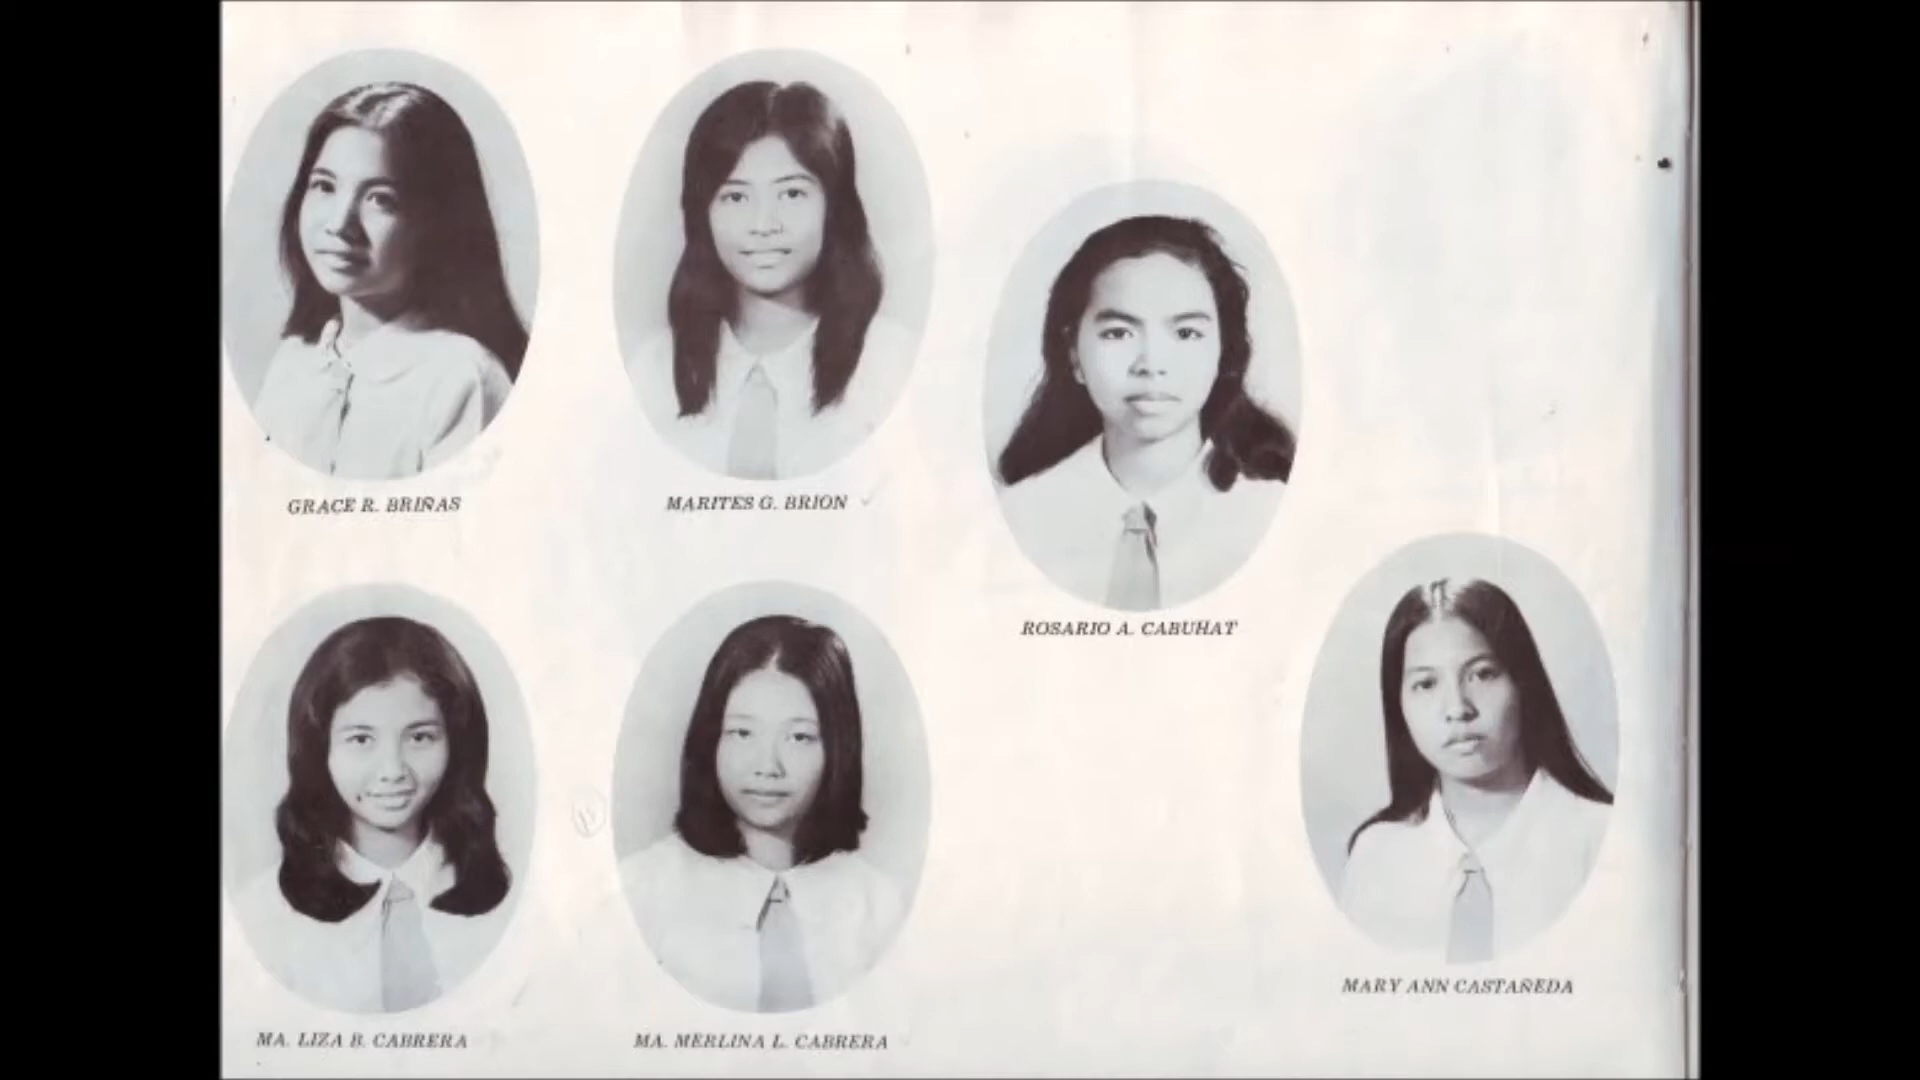 GRACE R. BRIÑAS
MARITES G. BRION
ROSARIO A. CABUHAT
MA. LIZA B. CABRERA
MA. MERLINA L. CABRERA
MARY ANN CASTAÑEDA